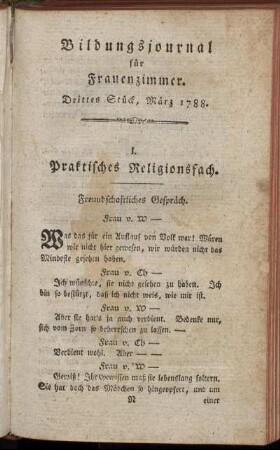 Bildungsjournal
für
Frauenzimmer.
Drittes Stück, März 1788.
I.
Praktisches Religionsfach.
Freundschaftliches Gespräch.
Frau v. W —
Was das für ein Auflauf von Volk war! Wären
wir nicht hier gewesen, wir würden nicht das
Mindeste gesehen haben.
Frau v. Ch —
Ich wünschte, sie nicht gesehen zu haben. Ich
bin so bestürzt, daß ich nicht weis, wie mir ist.
Frau v. W —
Aber sie hat's ja auch verdient. Bedenke nur,
sich vom Zorn so beherrschen zu lassen. —
Frau v. Ch —
Verdient wohl. Aber — —
Frau v. W —
Gewiß! Ihr Gewissen muß sie lebenslang foltern.
Sie hat doch das Mädchen so hingeopfert, und um
N einer